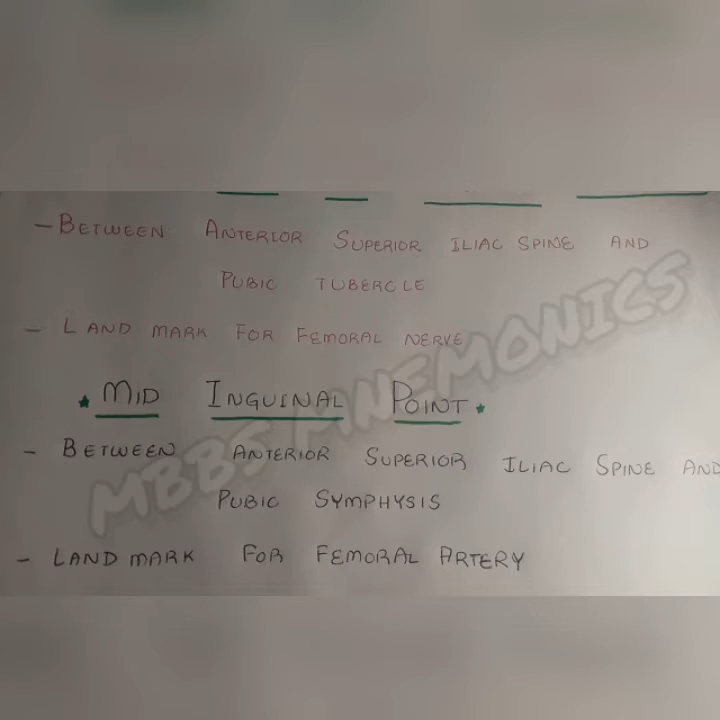 - BETWEEN ANTERIOR SUPERIOR ILIAC SPINE AND
PUBIC TUBERCLE
- LAND MARK FOR FEMORAL NERVE
* MID INGUINAL POINT *
- BETWEEN ANTERIOR SUPERIOR ILIAC SPINE AND
PUBIC SYMPHYSIS
- LAND MARK FOR FEMORAL ARTERY
MBBS MNEMONICS